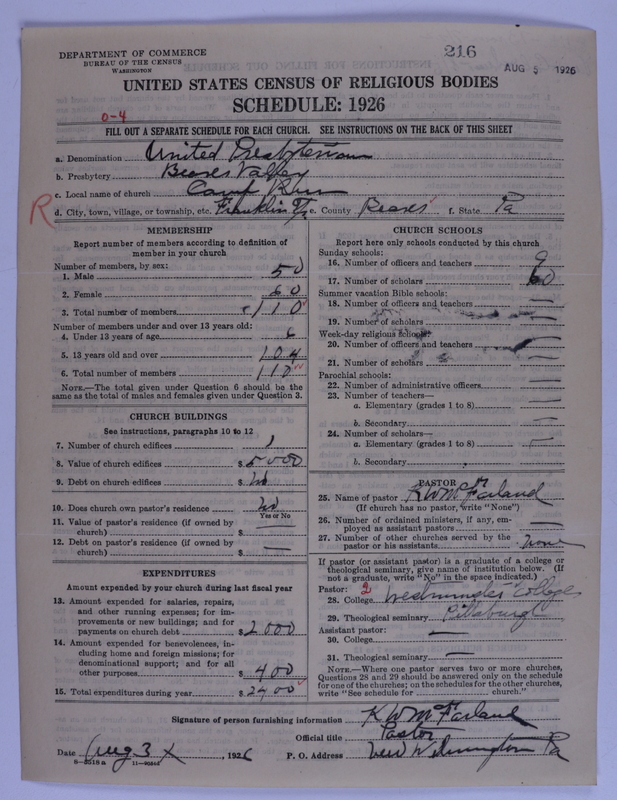 216
DEPARTMENT OF COMMERCE
BUREAU OF THE CENSUS
WASHINGTON
AUG 5 1926
UNITED STATES CENSUS OF RELIGIOUS BODIES
SCHEDULE: 1926
0-4
FILL OUT A SEPARATE SCHEDULE FOR EACH CHURCH. SEE INSTRUCTIONS ON THE BACK OF THIS SHEET
a. Denomination United Presbyterian
b. Presbytery Valley
c. Local name of church Camp Run
R
d. City, town, village, or township, etc. Franklin Tp e. County f. State Pa
MEMBERSHIP
Report number of members according to definition of member in your church
Number of members, by sex:
1. Male 50
2. Female 60
3. Total number of members 110
Number of members under and over 13 years old:
4. Under 13 years of age 6
5. 13 years old and over 104
6. Total number of members 110
NOTE.—The total given under Question 6 should be the same as the total of males and females given under Question 3.
CHURCH BUILDINGS
See instructions, paragraphs 10 to 12
7. Number of church edifices 1
8. Value of church edifices $ 5000
9. Debt on church edifices $ no
10. Does church own pastor's residence no
Yes or No
11. Value of pastor's residence (if owned by church) $ —
12. Debt on pastor's residence (if owned by church) $ —
EXPENDITURES
Amount expended by your church during last fiscal year
13. Amount expended for salaries, repairs, and other running expenses; for improvements or new buildings; and for payments on church debt $ 2000
14. Amount expended for benevolences, including home and foreign missions; for denominational support; and for all other purposes $ 400
15. Total expenditures during year $ 2400
CHURCH SCHOOLS
Report here only schools conducted by this church
Sunday schools:
16. Number of officers and teachers 9
17. Number of scholars 60
Summer vacation Bible schools:
18. Number of officers and teachers —
19. Number of scholars —
Week-day religious schools:
20. Number of officers and teachers —
21. Number of scholars —
Parochial schools:
22. Number of administrative officers —
23. Number of teachers—
a. Elementary (grades 1 to 8) —
b. Secondary —
24. Number of scholars—
a. Elementary (grades 1 to 8) —
b. Secondary —
PASTOR
25. Name of pastor K W McFarland
(If church has no pastor, write "None")
26. Number of ordained ministers, if any, employed as assistant pastors —
27. Number of other churches served by the pastor or his assistants none
If pastor (or assistant pastor) is a graduate of a college or theological seminary, give name of institution below. (If not a graduate, write "No" in the space indicated.)
Pastor: 2
28. College Westminster College
29. Theological seminary Pittsburgh
Assistant pastor: —
30. College
31. Theological seminary —
NOTE.—Where one pastor serves two or more churches, Questions 28 and 29 should be answered only on the schedule for one of the churches; on the schedules for the other churches, write "See schedule for church."
Signature of person furnishing information K W McFarland
Official title Pastor
Date Aug 3, 1926 P. O. Address New Wilmington Pa